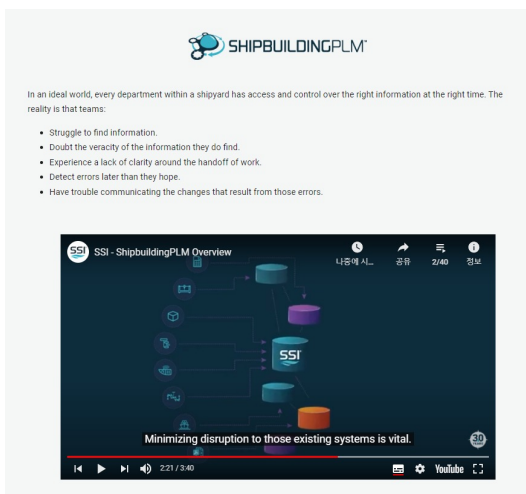 SHIPBUILDINGPLM™
In an ideal world, every department within a shipyard has access and control over the right information at the right time. The
reality is that teams:
• Struggle to find information.
• Doubt the veracity of the information they do find.
• Experience a lack of clarity around the handoff of work.
• Detect errors later than they hope.
• Have trouble communicating the changes that result from those errors.
SSI
SSI - ShipbuildingPLM Overview
나중에 시...
공유
2/40
정보
SSI
Minimizing disruption to those existing systems is vital.
30
2:21 / 3:40
YouTube